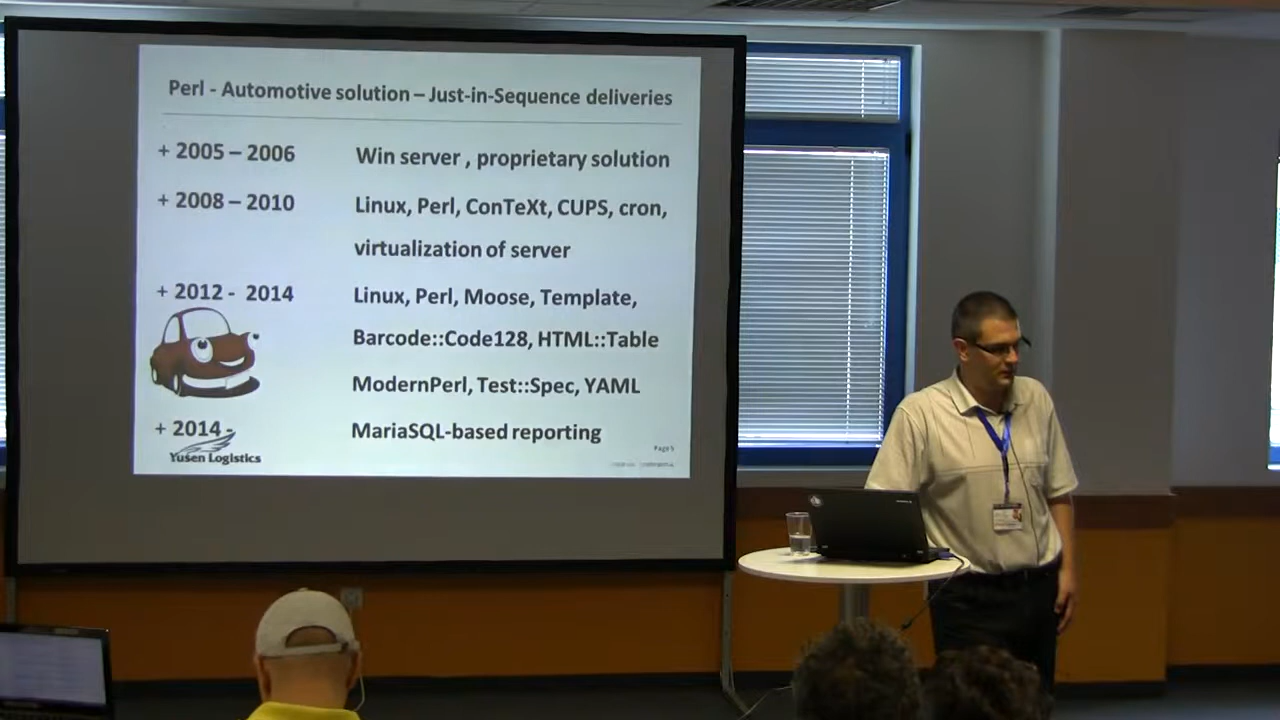 Perl - Automotive solution – Just-in-Sequence deliveries
+ 2005 – 2006 Win server , proprietary solution
+ 2008 – 2010 Linux, Perl, ConTeXt, CUPS, cron,
virtualization of server
+ 2012 - 2014 Linux, Perl, Moose, Template,
Barcode::Code128, HTML::Table
ModernPerl, Test::Spec, YAML
+ 2014 - MariaSQL-based reporting
Yusen Logistics
Page 5